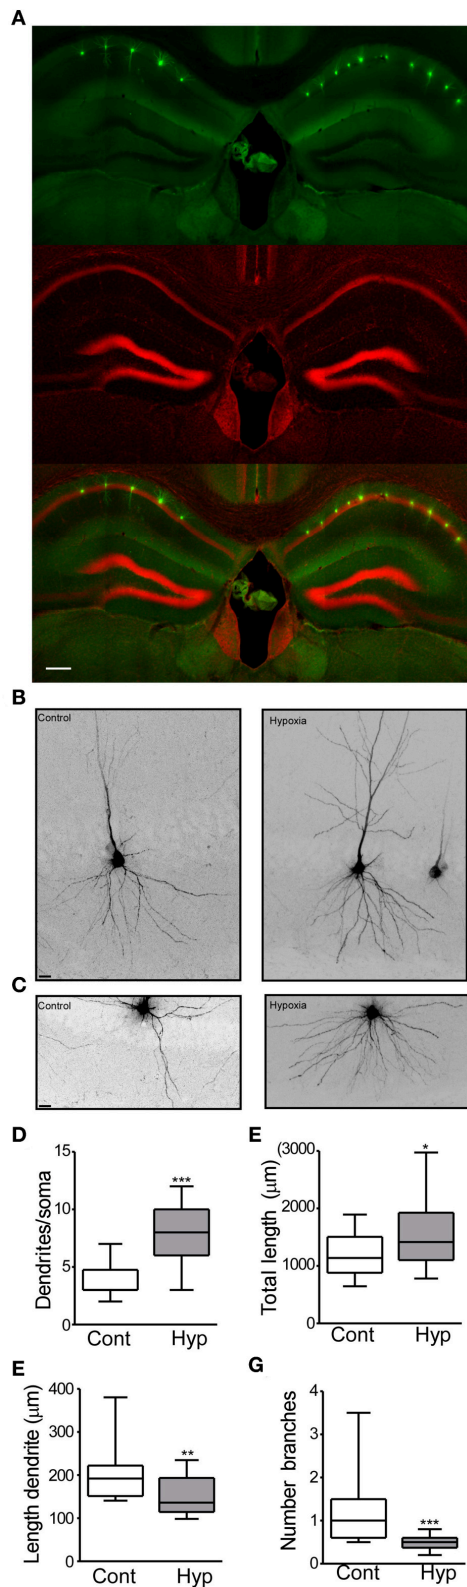 A
B
Control
Hypoxia
C
Control
Hypoxia
D
Dendrites/soma
15
10
5
0
***
Cont
Hyp
E
Total length (μm)
(3000
2000
1000
0
*
Cont
Hyp
E
Length dendrite (μm)
400
300
200
100
0
**
Cont
Hyp
G
Number branches
4
3
2
1
0
***
Cont
Hyp